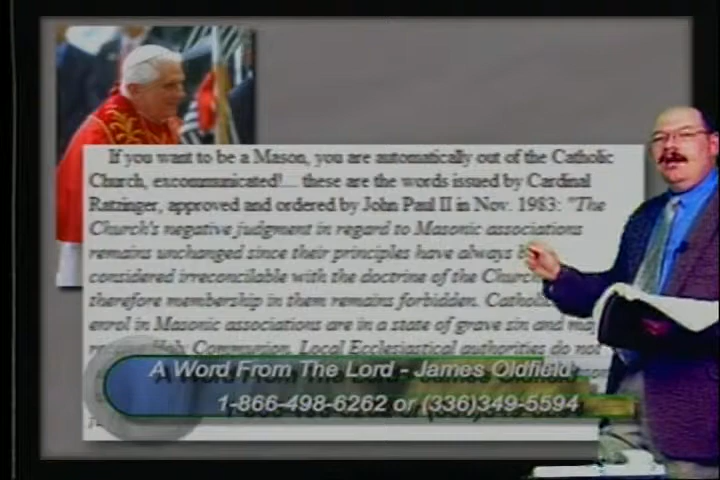 If you want to be a Mason, you are automatically out of the Catholic
Church, excommunicated!... these are the words issued by Cardinal
Ratzinger, approved and ordered by John Paul II in Nov. 1983: "The
Church's negative judgment in regard to Masonic associations
remains unchanged since their principles have always
considered irreconcilable with the doctrine of the Church
therefore membership in them remains forbidden.
enrol in Masonic associations are in a state of grave sin and
Holy Communion. Local Ecclesiastical authorities do not
A Word From The Lord - James Oldfield
1-866-498-6262 or (336)349-5594